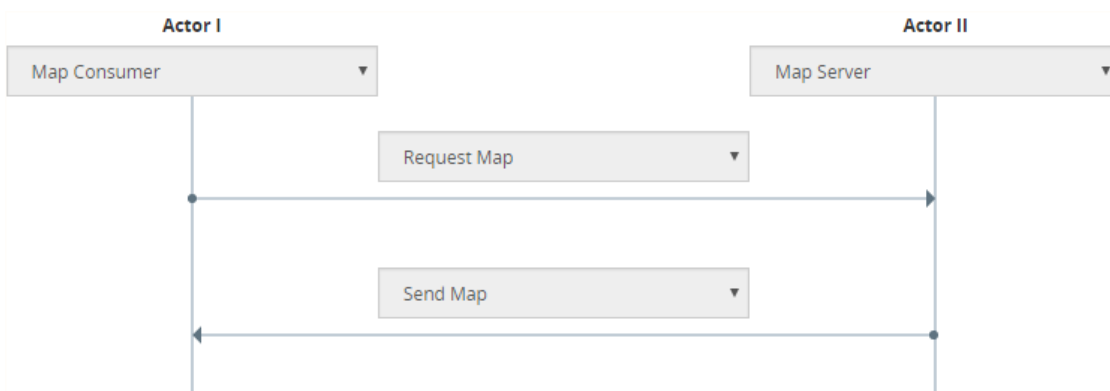 Actor I
Actor II
Map Consumer
Map Server
Request Map
Send Map